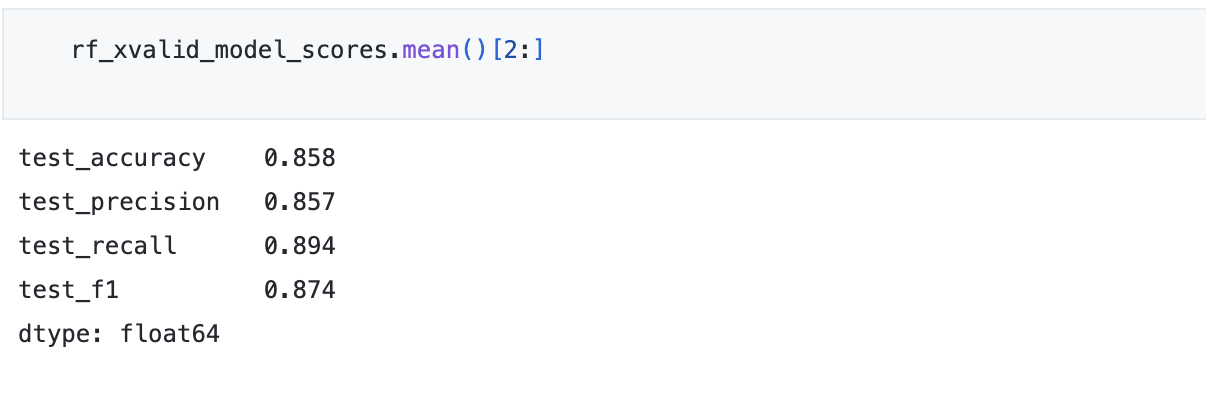 rf_xvalid_model_scores.mean()[2:]
test_accuracy    0.858
test_precision   0.857
test_recall      0.894
test_f1          0.874
dtype: float64